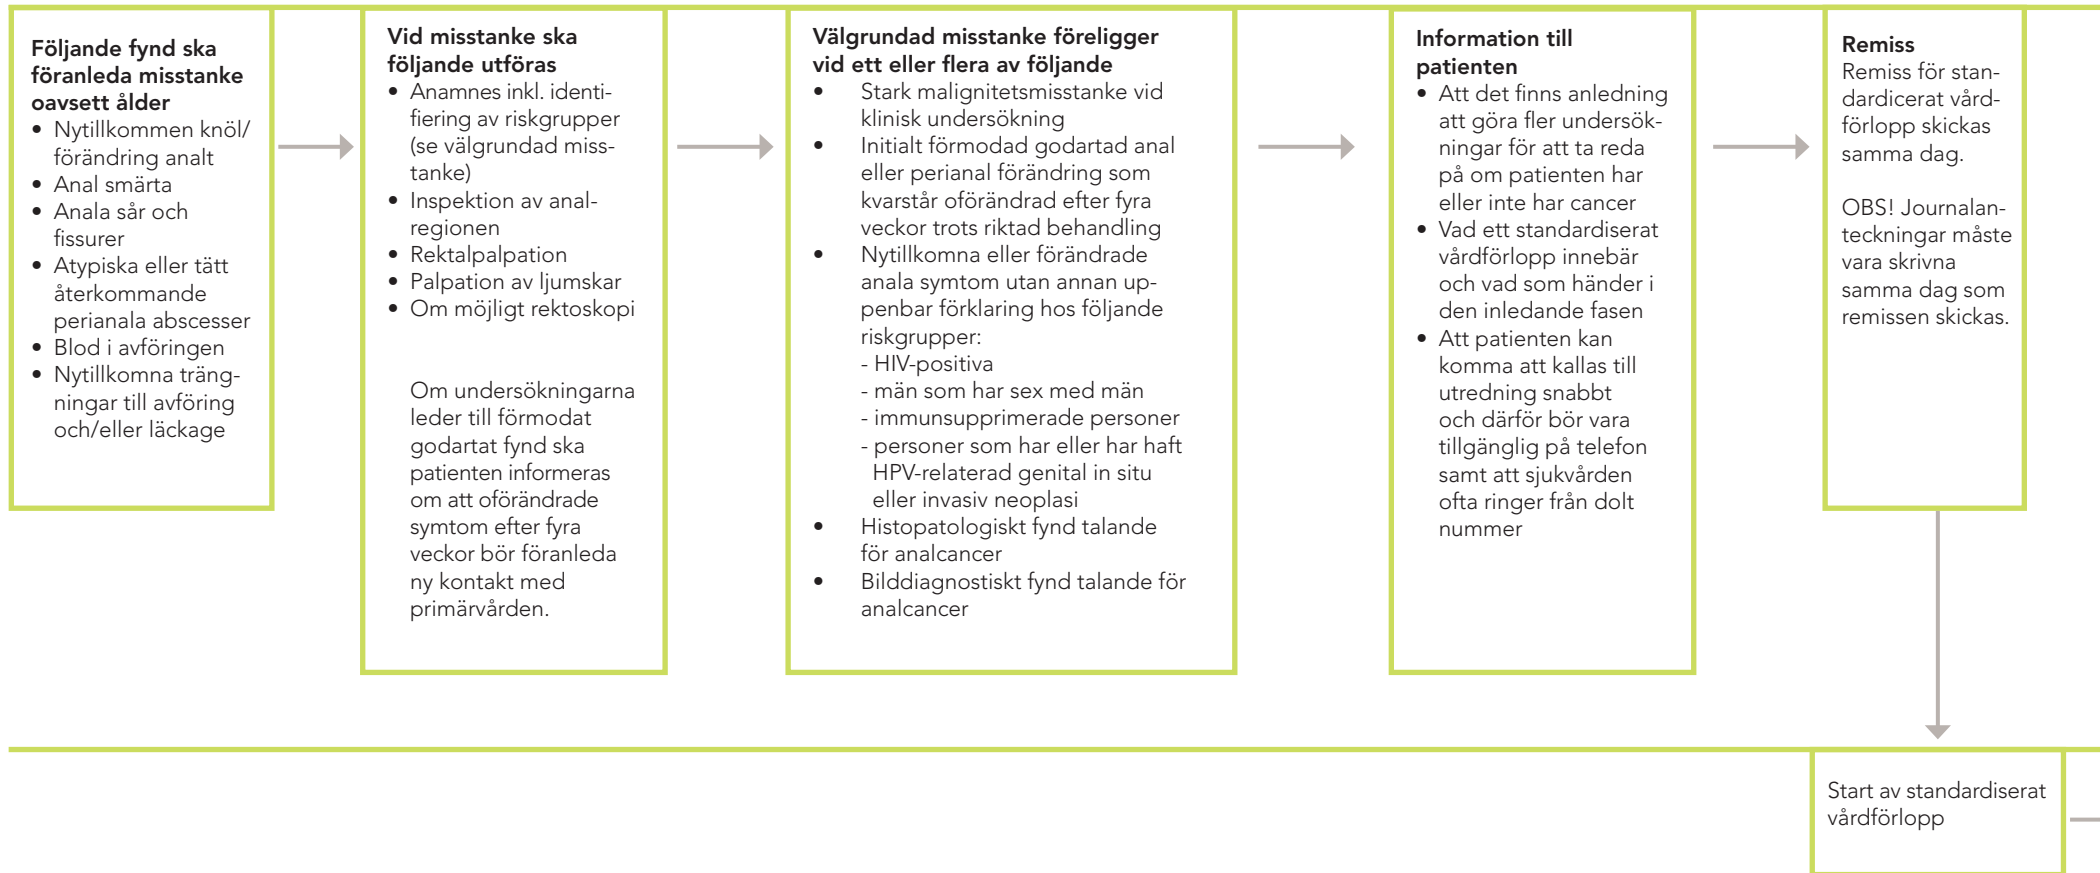 Följande fynd ska
föranleda misstanke
oavsett ålder
• Nytillkommen knöl/
förändring analt
• Anal smärta
• Anala sår och
fissurer
• Atypiska eller tätt
återkommande
perianala abscesser
• Blod i avföringen
• Nytillkomna träng-
ningar till avföring
och/eller läckage
Vid misstanke ska
följande utföras
• Anamnes inkl. identi-
fiering av riskgrupper
(se välgrundad miss-
tanke)
• Inspektion av anal-
regionen
• Rektalpalpation
• Palpation av ljumskar
• Om möjligt rektoskopi
Om undersökningarna
leder till förmodat
godartat fynd ska
patienten informeras
om att oförändrade
symtom efter fyra
veckor bör föranleda
ny kontakt med
primärvården.
Välgrundad misstanke föreligger
vid ett eller flera av följande
• Stark malignitetsmisstanke vid
klinisk undersökning
• Initialt förmodad godartad anal
eller perianal förändring som
kvarstår oförändrad efter fyra
veckor trots riktad behandling
• Nytillkomna eller förändrade
anala symtom utan annan up-
penbar förklaring hos följande
riskgrupper:
- HIV-positiva
- män som har sex med män
- immunsupprimerade personer
- personer som har eller har haft
HPV-relaterad genital in situ
eller invasiv neoplasi
• Histopatologiskt fynd talande
för analcancer
• Bilddiagnostiskt fynd talande för
analcancer
Information till
patienten
• Att det finns anledning
att göra fler undersök-
ningar för att ta reda
på om patienten har
eller inte har cancer
• Vad ett standardiserat
vårdförlopp innebär
och vad som händer i
den inledande fasen
• Att patienten kan
komma att kallas till
utredning snabbt
och därför bör vara
tillgänglig på telefon
samt att sjukvården
ofta ringer från dolt
nummer
Remiss
Remiss för stan-
dardicerat vård-
förlopp skickas
samma dag.
OBS! Journalan-
teckningar måste
vara skrivna
samma dag som
remissen skickas.
Start av standardiserat
vårdförlopp